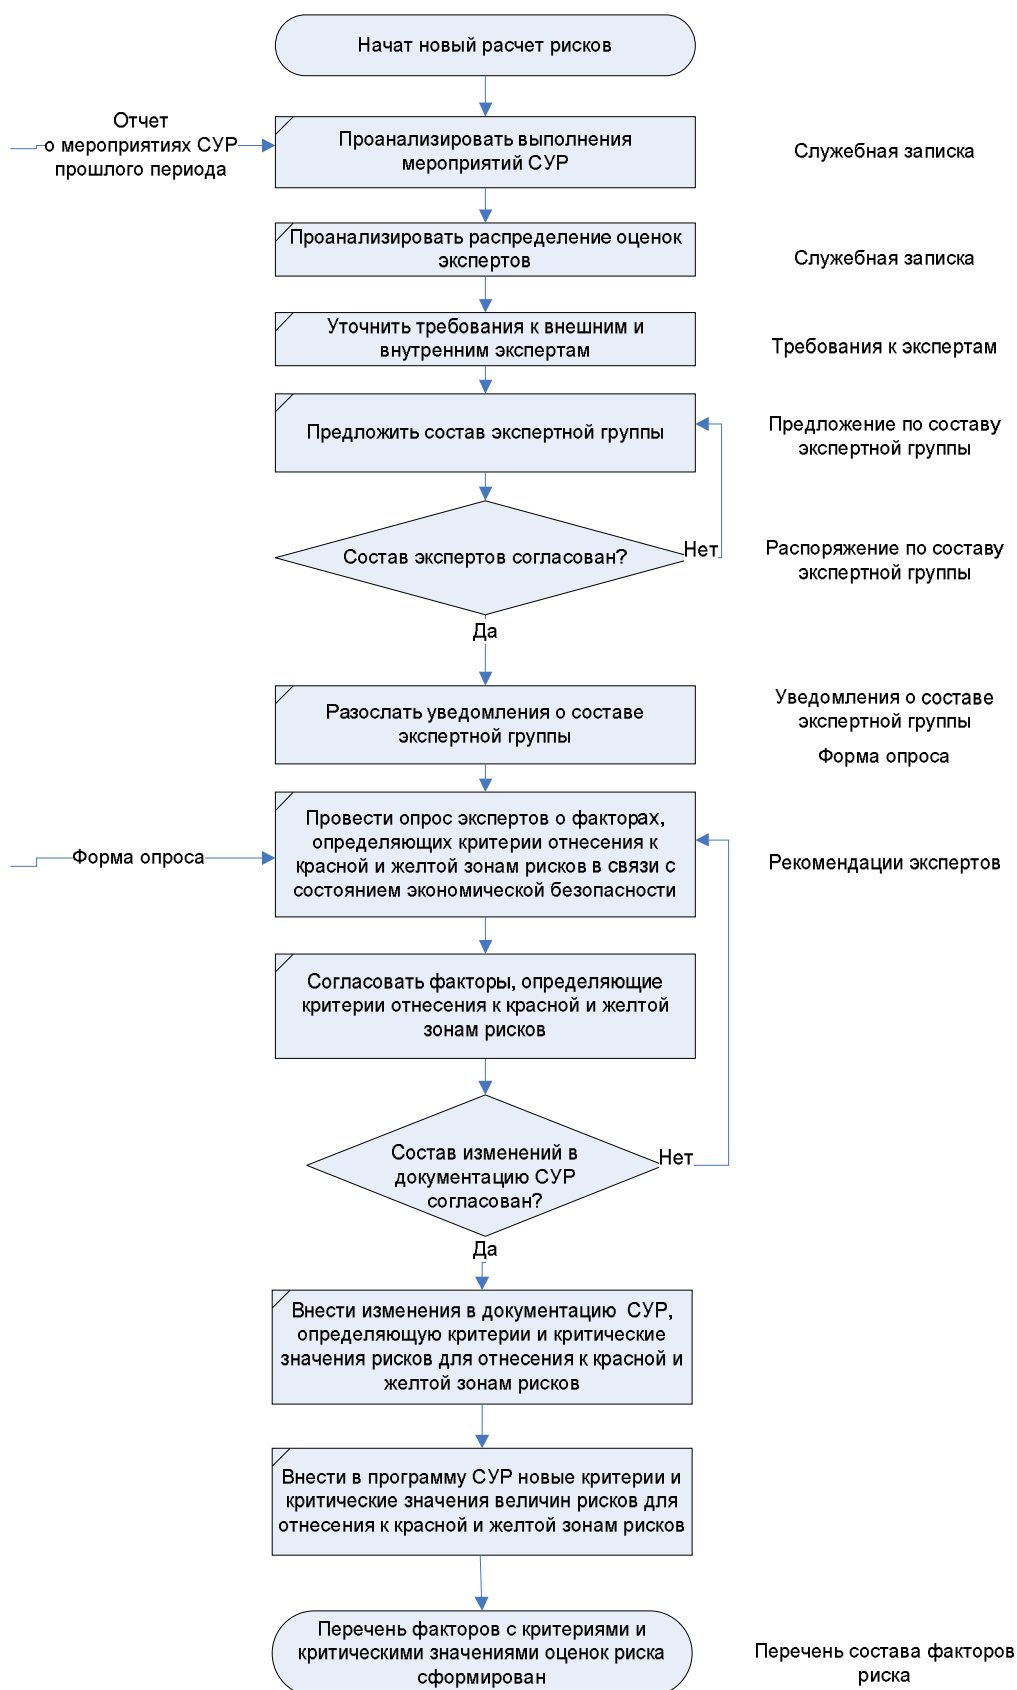 Начат новый расчет рисков
Отчет
о мероприятиях СУР
прошлого периода
Проанализировать выполнения
мероприятий СУР
Служебная записка
Проанализировать распределение оценок
экспертов
Служебная записка
Уточнить требования к внешним и
внутренним экспертам
Требования к экспертам
Предложить состав экспертной группы
Предложение по составу
экспертной группы
Состав экспертов согласован?
Нет
Распоряжение по составу
экспертной группы
Да
Разослать уведомления о составе
экспертной группы
Уведомления о составе
экспертной группы
Форма опроса
Форма опроса
Провести опрос экспертов о факторах,
определяющих критерии отнесения к
красной и желтой зонам рисков в связи с
состоянием экономической безопасности
Рекомендации экспертов
Согласовать факторы, определяющие
критерии отнесения к красной и желтой
зонам рисков
Состав изменений в
документацию СУР
согласован?
Нет
Да
Внести изменения в документацию СУР,
определяющую критерии и критические
значения рисков для отнесения к красной и
желтой зонам рисков
Внести в программу СУР новые критерии и
критические значения величин рисков для
отнесения к красной и желтой зонам рисков
Перечень факторов с критериями и
критическими значениями оценок риска
сформирован
Перечень состава факторов
риска